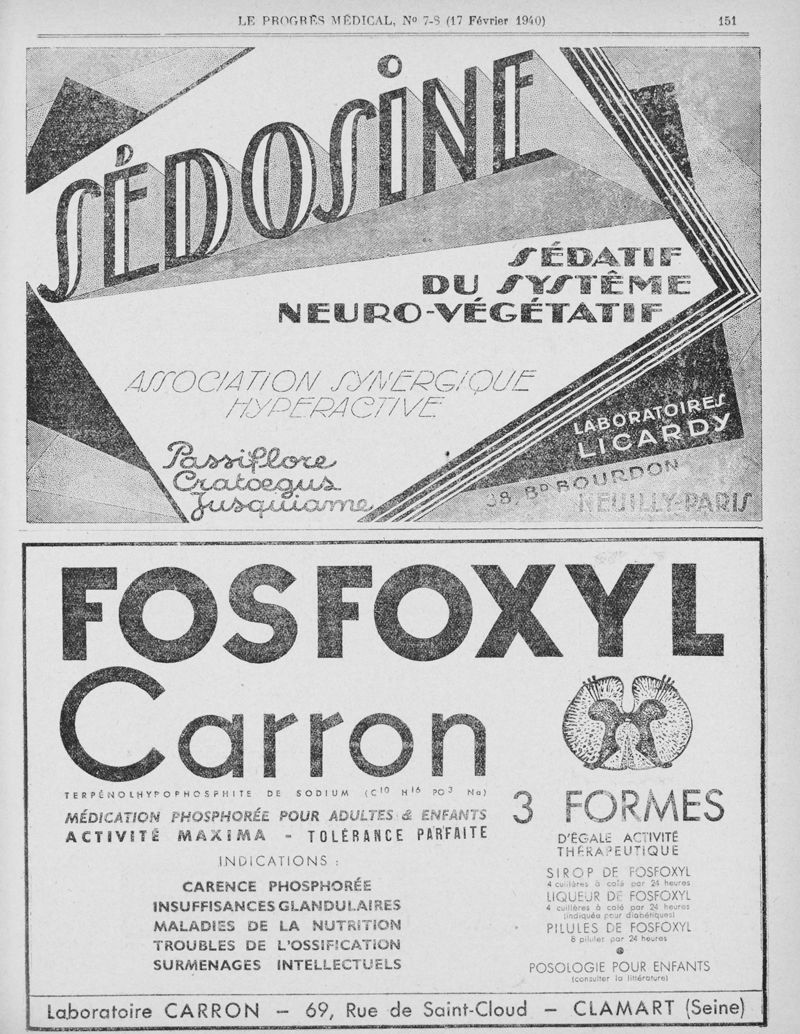 LE PROGRÈS MÉDICAL, Nº 7-8 (17 Février 1940) 151
SÉDOSINE
SÉDATIF
DU SYSTÊME
NEURO-VÉGÉTATIF
ASSOCIATION SYNERGIQUE
HYPERACTIVE
Passiflore
Cratœgus
Jusquiame
LABORATOIRES
LICARDY
38, Bᴅ BOURDON
NEUILLY-PARIS
FOSFOXYL
Carron
TERPÉNOLHYPOPHOSPHITE DE SODIUM (C¹⁰ H¹⁶ PO³ Na)
MÉDICATION PHOSPHORÉE POUR ADULTES & ENFANTS
ACTIVITÉ MAXIMA - TOLÉRANCE PARFAITE
INDICATIONS :
CARENCE PHOSPHORÉE
INSUFFISANCES GLANDULAIRES
MALADIES DE LA NUTRITION
TROUBLES DE L'OSSIFICATION
SURMENAGES INTELLECTUELS
3 FORMES
D'ÉGALE ACTIVITÉ
THÉRAPEUTIQUE
SIROP DE FOSFOXYL
4 cuillères à café par 24 heures
LIQUEUR DE FOSFOXYL
4 cuillères à café par 24 heures
(indiquée pour diabétiques)
PILULES DE FOSFOXYL
8 pilules par 24 heures
POSOLOGIE POUR ENFANTS
(consulter la littérature)
Laboratoire CARRON — 69, Rue de Saint-Cloud — CLAMART (Seine)